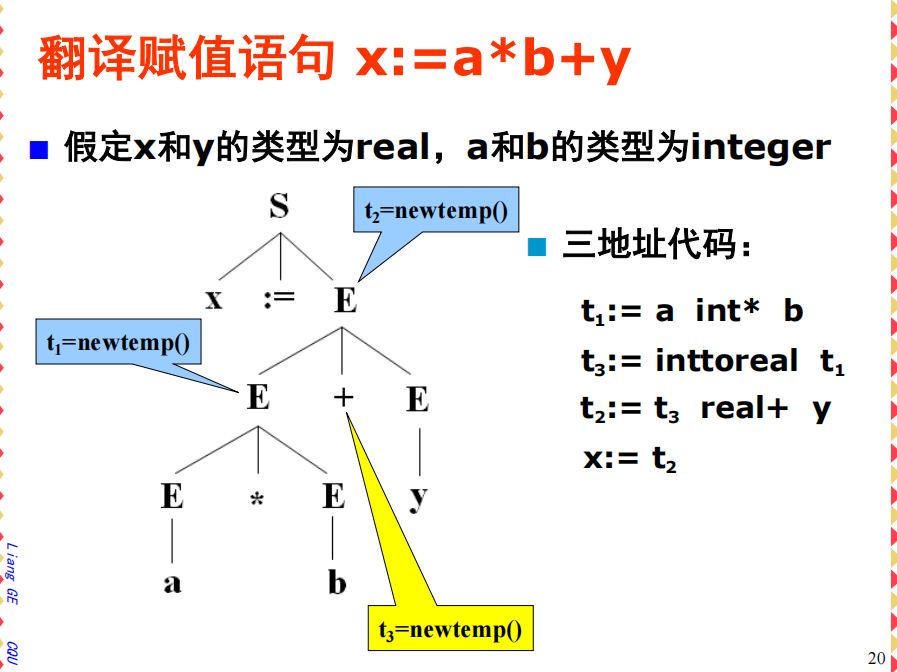 翻译赋值语句 x:=a*b+y
假定x和y的类型为real，a和b的类型为integer
S
t₂=newtemp()
x := E
t₁=newtemp()
E + E
E * E y
a b
t₃=newtemp()
三地址代码：
t₁:= a int* b
t₃:= inttoreal t₁
t₂:= t₃ real+ y
x:= t₂
Liang GE CQU
20